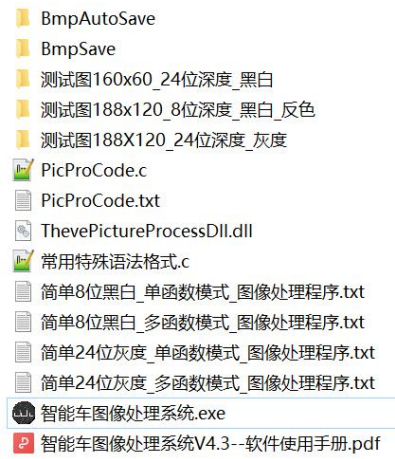 BmpAutoSave
BmpSave
测试图160x60_24位深度_黑白
测试图188x120_8位深度_黑白_反色
测试图188X120_24位深度_灰度
PicProCode.c
PicProCode.txt
ThevePictureProcessDll.dll
常用特殊语法格式.c
简单8位黑白_单函数模式_图像处理程序.txt
简单8位黑白_多函数模式_图像处理程序.txt
简单24位灰度_单函数模式_图像处理程序.txt
简单24位灰度_多函数模式_图像处理程序.txt
智能车图像处理系统.exe
智能车图像处理系统V4.3--软件使用手册.pdf